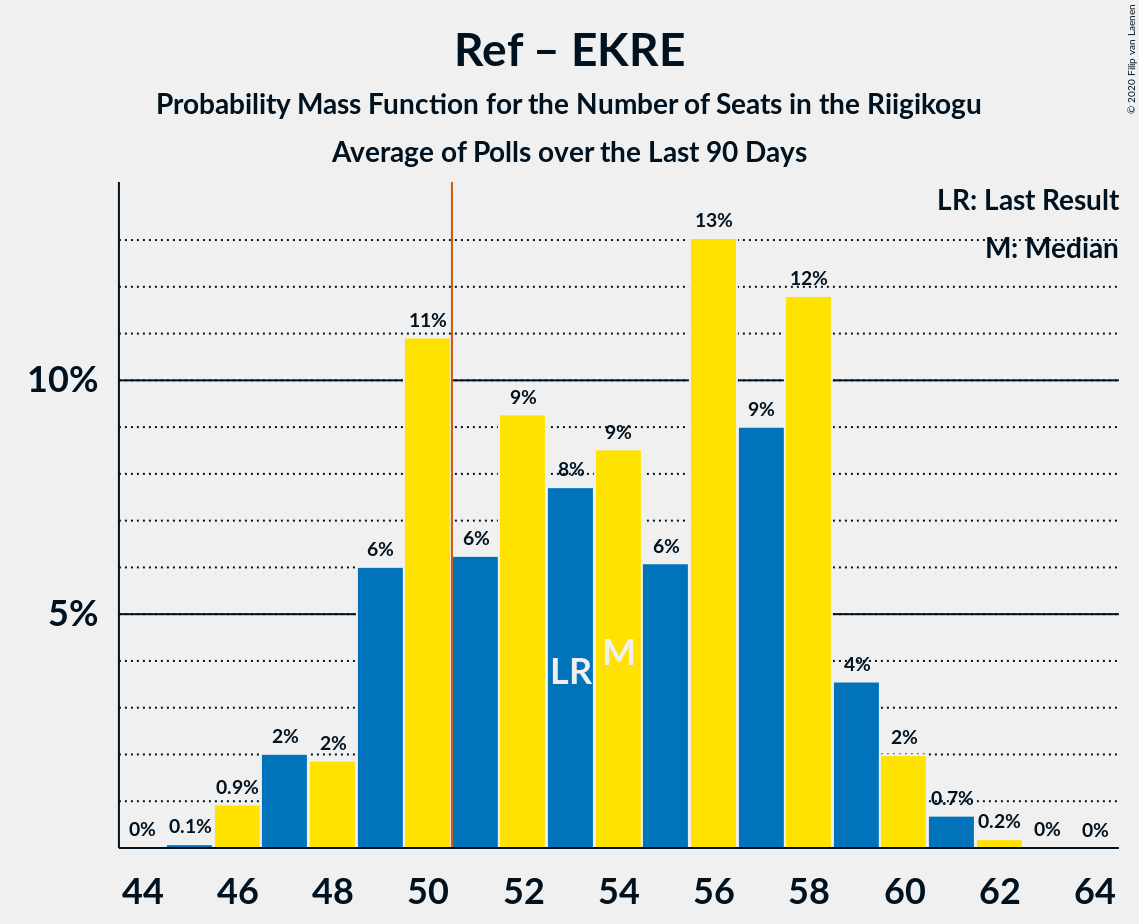 Ref – EKRE
Probability Mass Function for the Number of Seats in the Riigikogu
Average of Polls over the Last 90 Days
© 2020 Filip van Laenen
LR: Last Result
M: Median
10%
5%
0%
0.1%
0.9%
2%
2%
6%
11%
6%
9%
8%
9%
6%
13%
9%
12%
4%
2%
0.7%
0.2%
0%
0%
LR
M
44 46 48 50 52 54 56 58 60 62 64